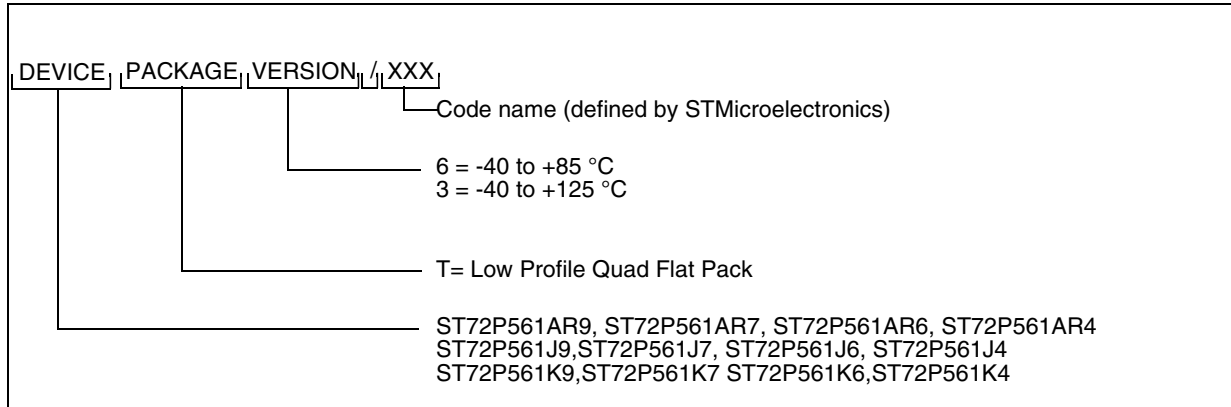 DEVICE PACKAGE VERSION / XXX
Code name (defined by STMicroelectronics)
6 = -40 to +85 °C
3 = -40 to +125 °C
T= Low Profile Quad Flat Pack
ST72P561AR9, ST72P561AR7, ST72P561AR6, ST72P561AR4
ST72P561J9,ST72P561J7, ST72P561J6, ST72P561J4
ST72P561K9,ST72P561K7 ST72P561K6,ST72P561K4